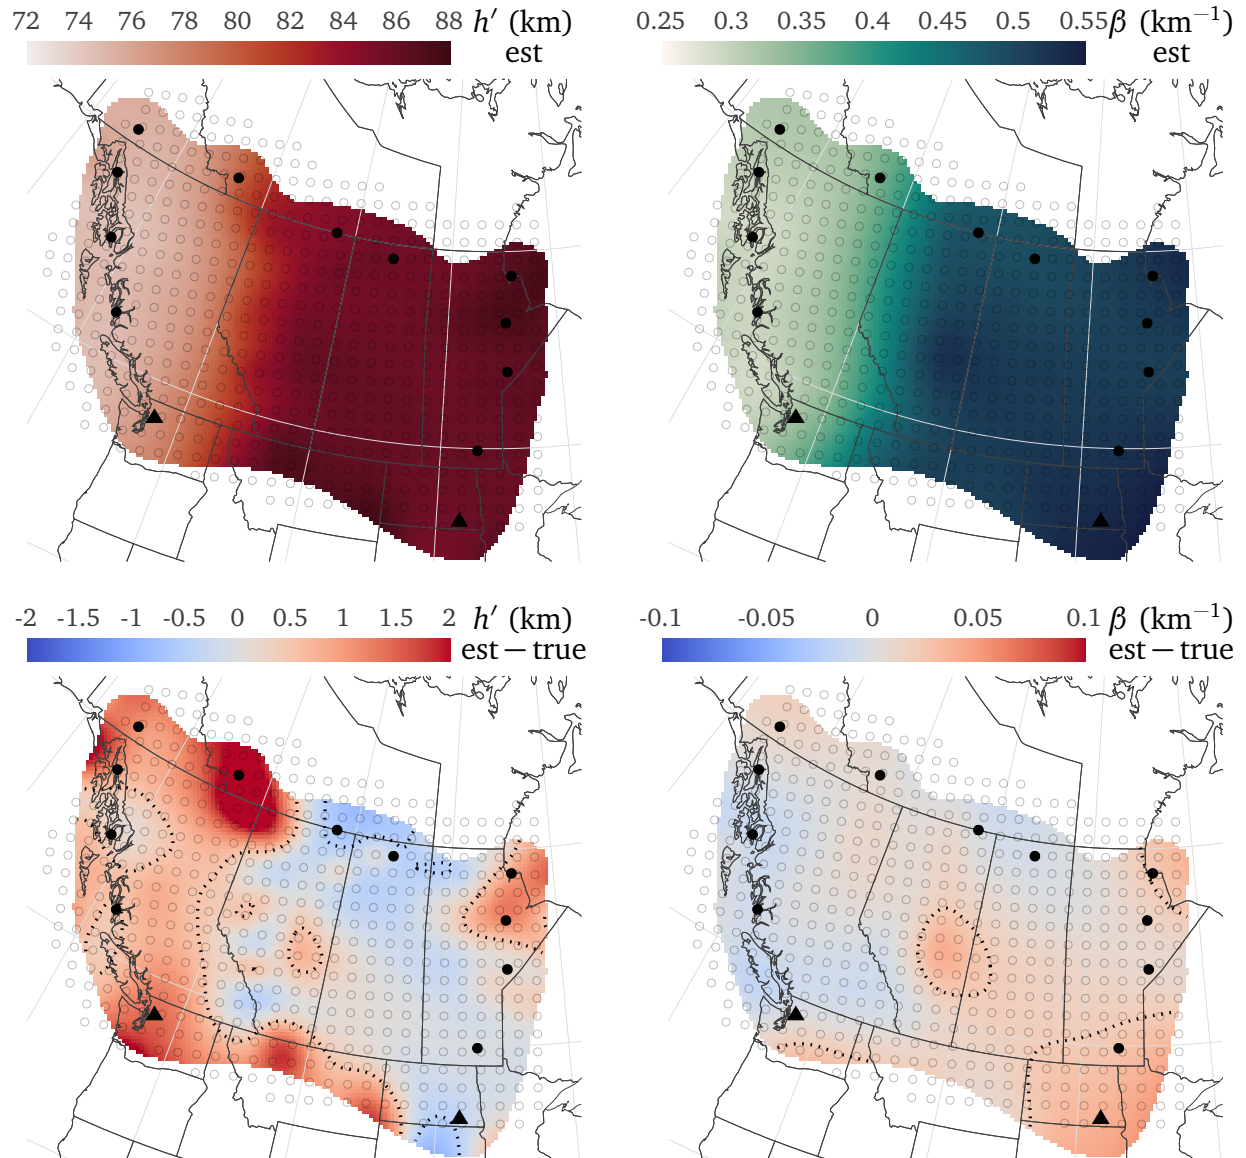 72 74 76 78 80 82 84 86 88 h′ (km)
est
0.25 0.3 0.35 0.4 0.45 0.5 0.55 β (km⁻¹)
est
-2 -1.5 -1 -0.5 0 0.5 1 1.5 2 h′ (km)
est − true
-0.1 -0.05 0 0.05 0.1 β (km⁻¹)
est − true